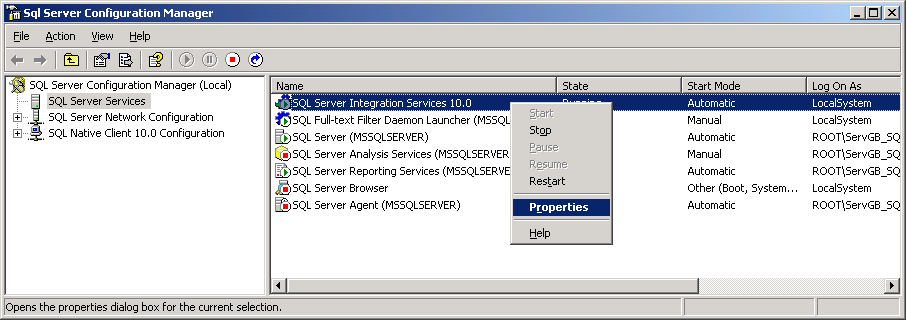 Sql Server Configuration Manager
File Action View Help
SQL Server Configuration Manager (Local)
SQL Server Services
SQL Server Network Configuration
SQL Native Client 10.0 Configuration
Name State Start Mode Log On As
SQL Server Integration Services 10.0 Running Automatic LocalSystem
SQL Full-text Filter Daemon Launcher (MSSQL Manual LocalSystem
SQL Server (MSSQLSERVER) Automatic ROOT\ServGB_SQ
SQL Server Analysis Services (MSSQLSERVER Manual ROOT\ServGB_SQ
SQL Server Reporting Services (MSSQLSERVE Automatic ROOT\ServGB_SQ
SQL Server Browser Other (Boot, System... LocalSystem
SQL Server Agent (MSSQLSERVER) Automatic ROOT\ServGB_SQ
Start
Stop
Pause
Resume
Restart
Properties
Help
Opens the properties dialog box for the current selection.